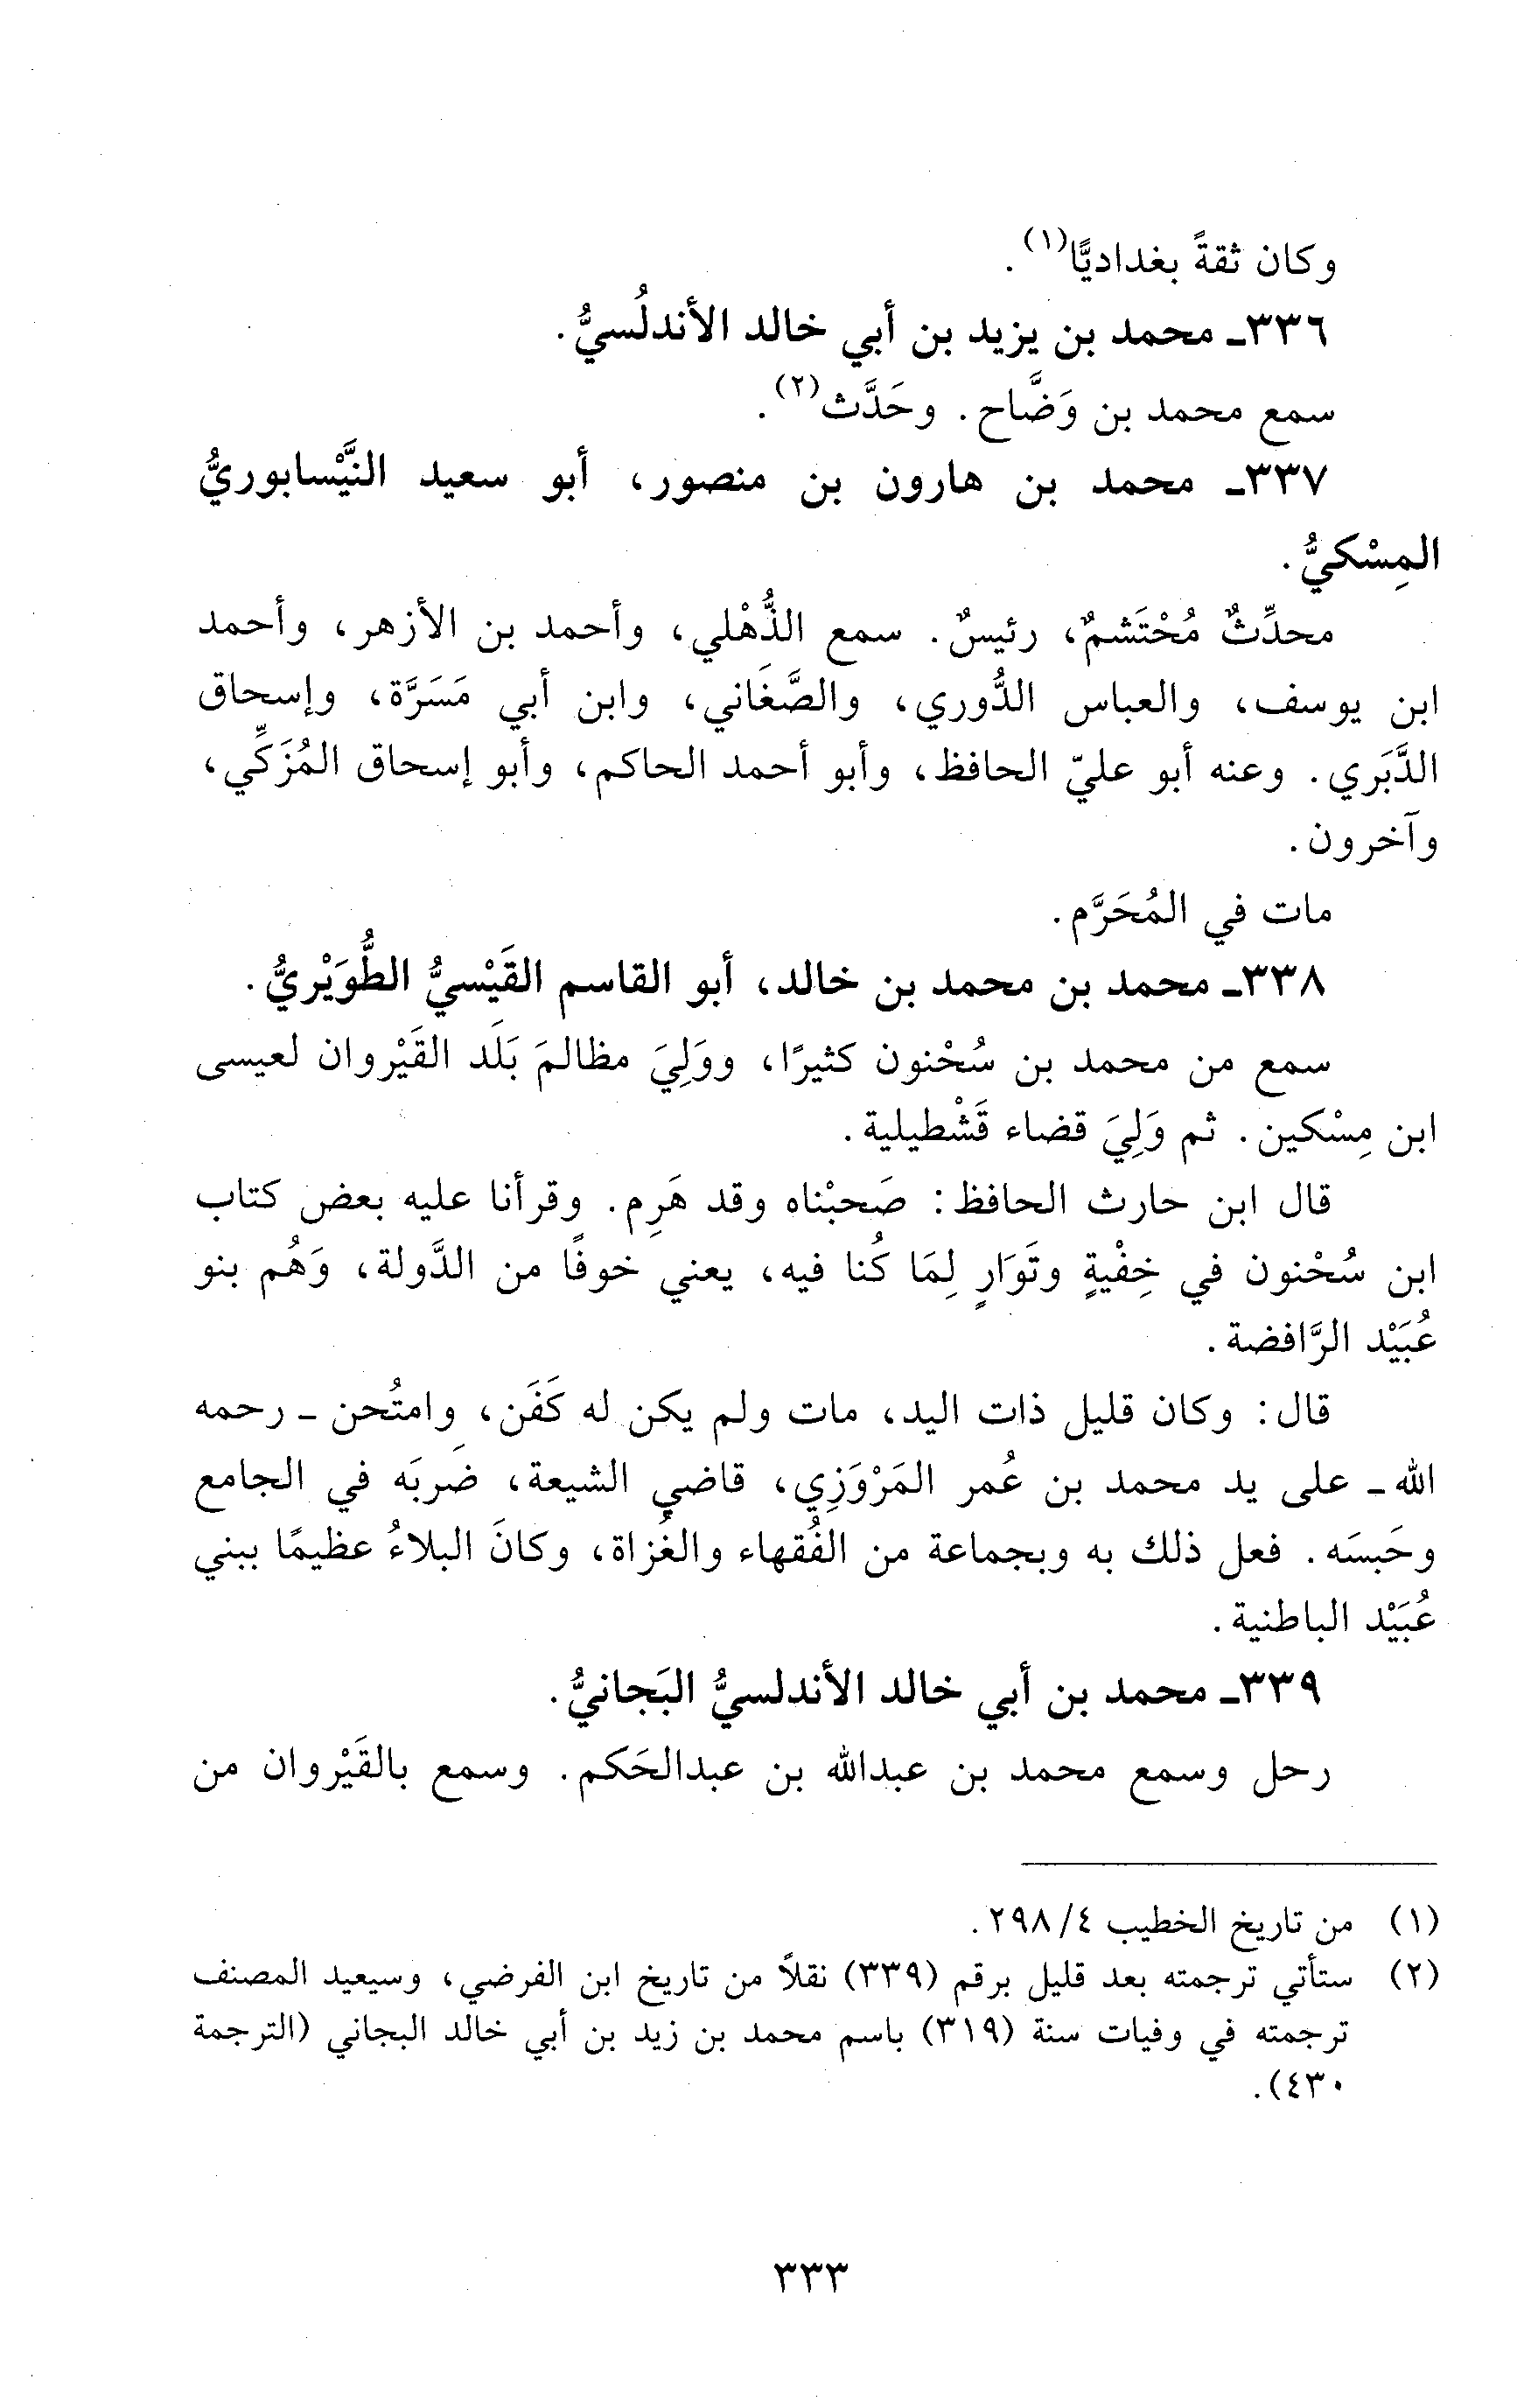 وكان ثقةً بغداديًّا(١).
٣٣٦ـ محمد بن يزيد بن أبي خالد الأندلُسيُّ.
سمع محمد بن وَضَّاح. وحَدَّث(٢).
٣٣٧ـ محمد بن هارون بن منصور، أبو سعيد النَّيْسابوريُّ
المِسْكيُّ.
محدِّثٌ مُحْتَشمٌ، رئيسٌ. سمع الذُّهْلي، وأحمد بن الأزهر، وأحمد
ابن يوسف، والعباس الدُّوري، والصَّغَاني، وابن أبي مَسَرَّة، وإسحاق
الدَّبَري. وعنه أبو عليّ الحافظ، وأبو أحمد الحاكم، وأبو إسحاق المُزَكِّي،
وآخرون.
مات في المُحَرَّم.
٣٣٨ـ محمد بن محمد بن خالد، أبو القاسم القَيْسيُّ الطُّوَيْريُّ.
سمع من محمد بن سُحْنون كثيرًا، ووَلِيَ مظالمَ بَلَد القَيْروان لعيسى
ابن مِسْكين. ثم وَلِيَ قضاء قَشْطيلية.
قال ابن حارث الحافظ: صَحبْناه وقد هَرِم. وقرأنا عليه بعض كتاب
ابن سُحْنون في خِفْيةٍ وتَوَارٍ لِمَا كُنا فيه، يعني خوفًا من الدَّولة، وَهُم بنو
عُبَيْد الرَّافضة.
قال: وكان قليل ذات اليد، مات ولم يكن له كَفَن، وامتُحن ـ رحمه
الله ـ على يد محمد بن عُمر المَرْوَزِي، قاضي الشيعة، ضَربَه في الجامع
وحَبسَه. فعل ذلك به وبجماعة من الفُقهاء والغُزاة، وكانَ البلاءُ عظيمًا ببني
عُبَيْد الباطنية.
٣٣٩ـ محمد بن أبي خالد الأندلسيُّ البَجانيُّ.
رحل وسمع محمد بن عبدالله بن عبدالحَكم. وسمع بالقَيْروان من
(١) من تاريخ الخطيب ٤/ ٢٩٨.
(٢) ستأتي ترجمته بعد قليل برقم (٣٣٩) نقلاً من تاريخ ابن الفرضي، وسيعيد المصنف
ترجمته في وفيات سنة (٣١٩) باسم محمد بن زيد بن أبي خالد البجاني (الترجمة
٤٣٠).
٣٣٣